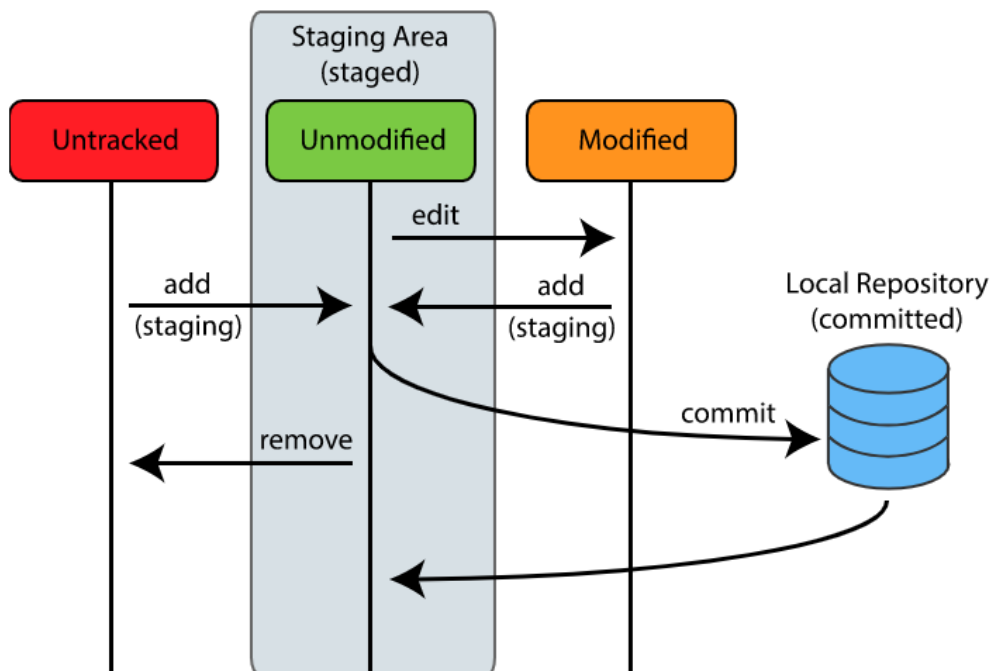 Staging Area
(staged)
Untracked
Unmodified
Modified
edit
add
(staging)
add
(staging)
Local Repository
(committed)
commit
remove